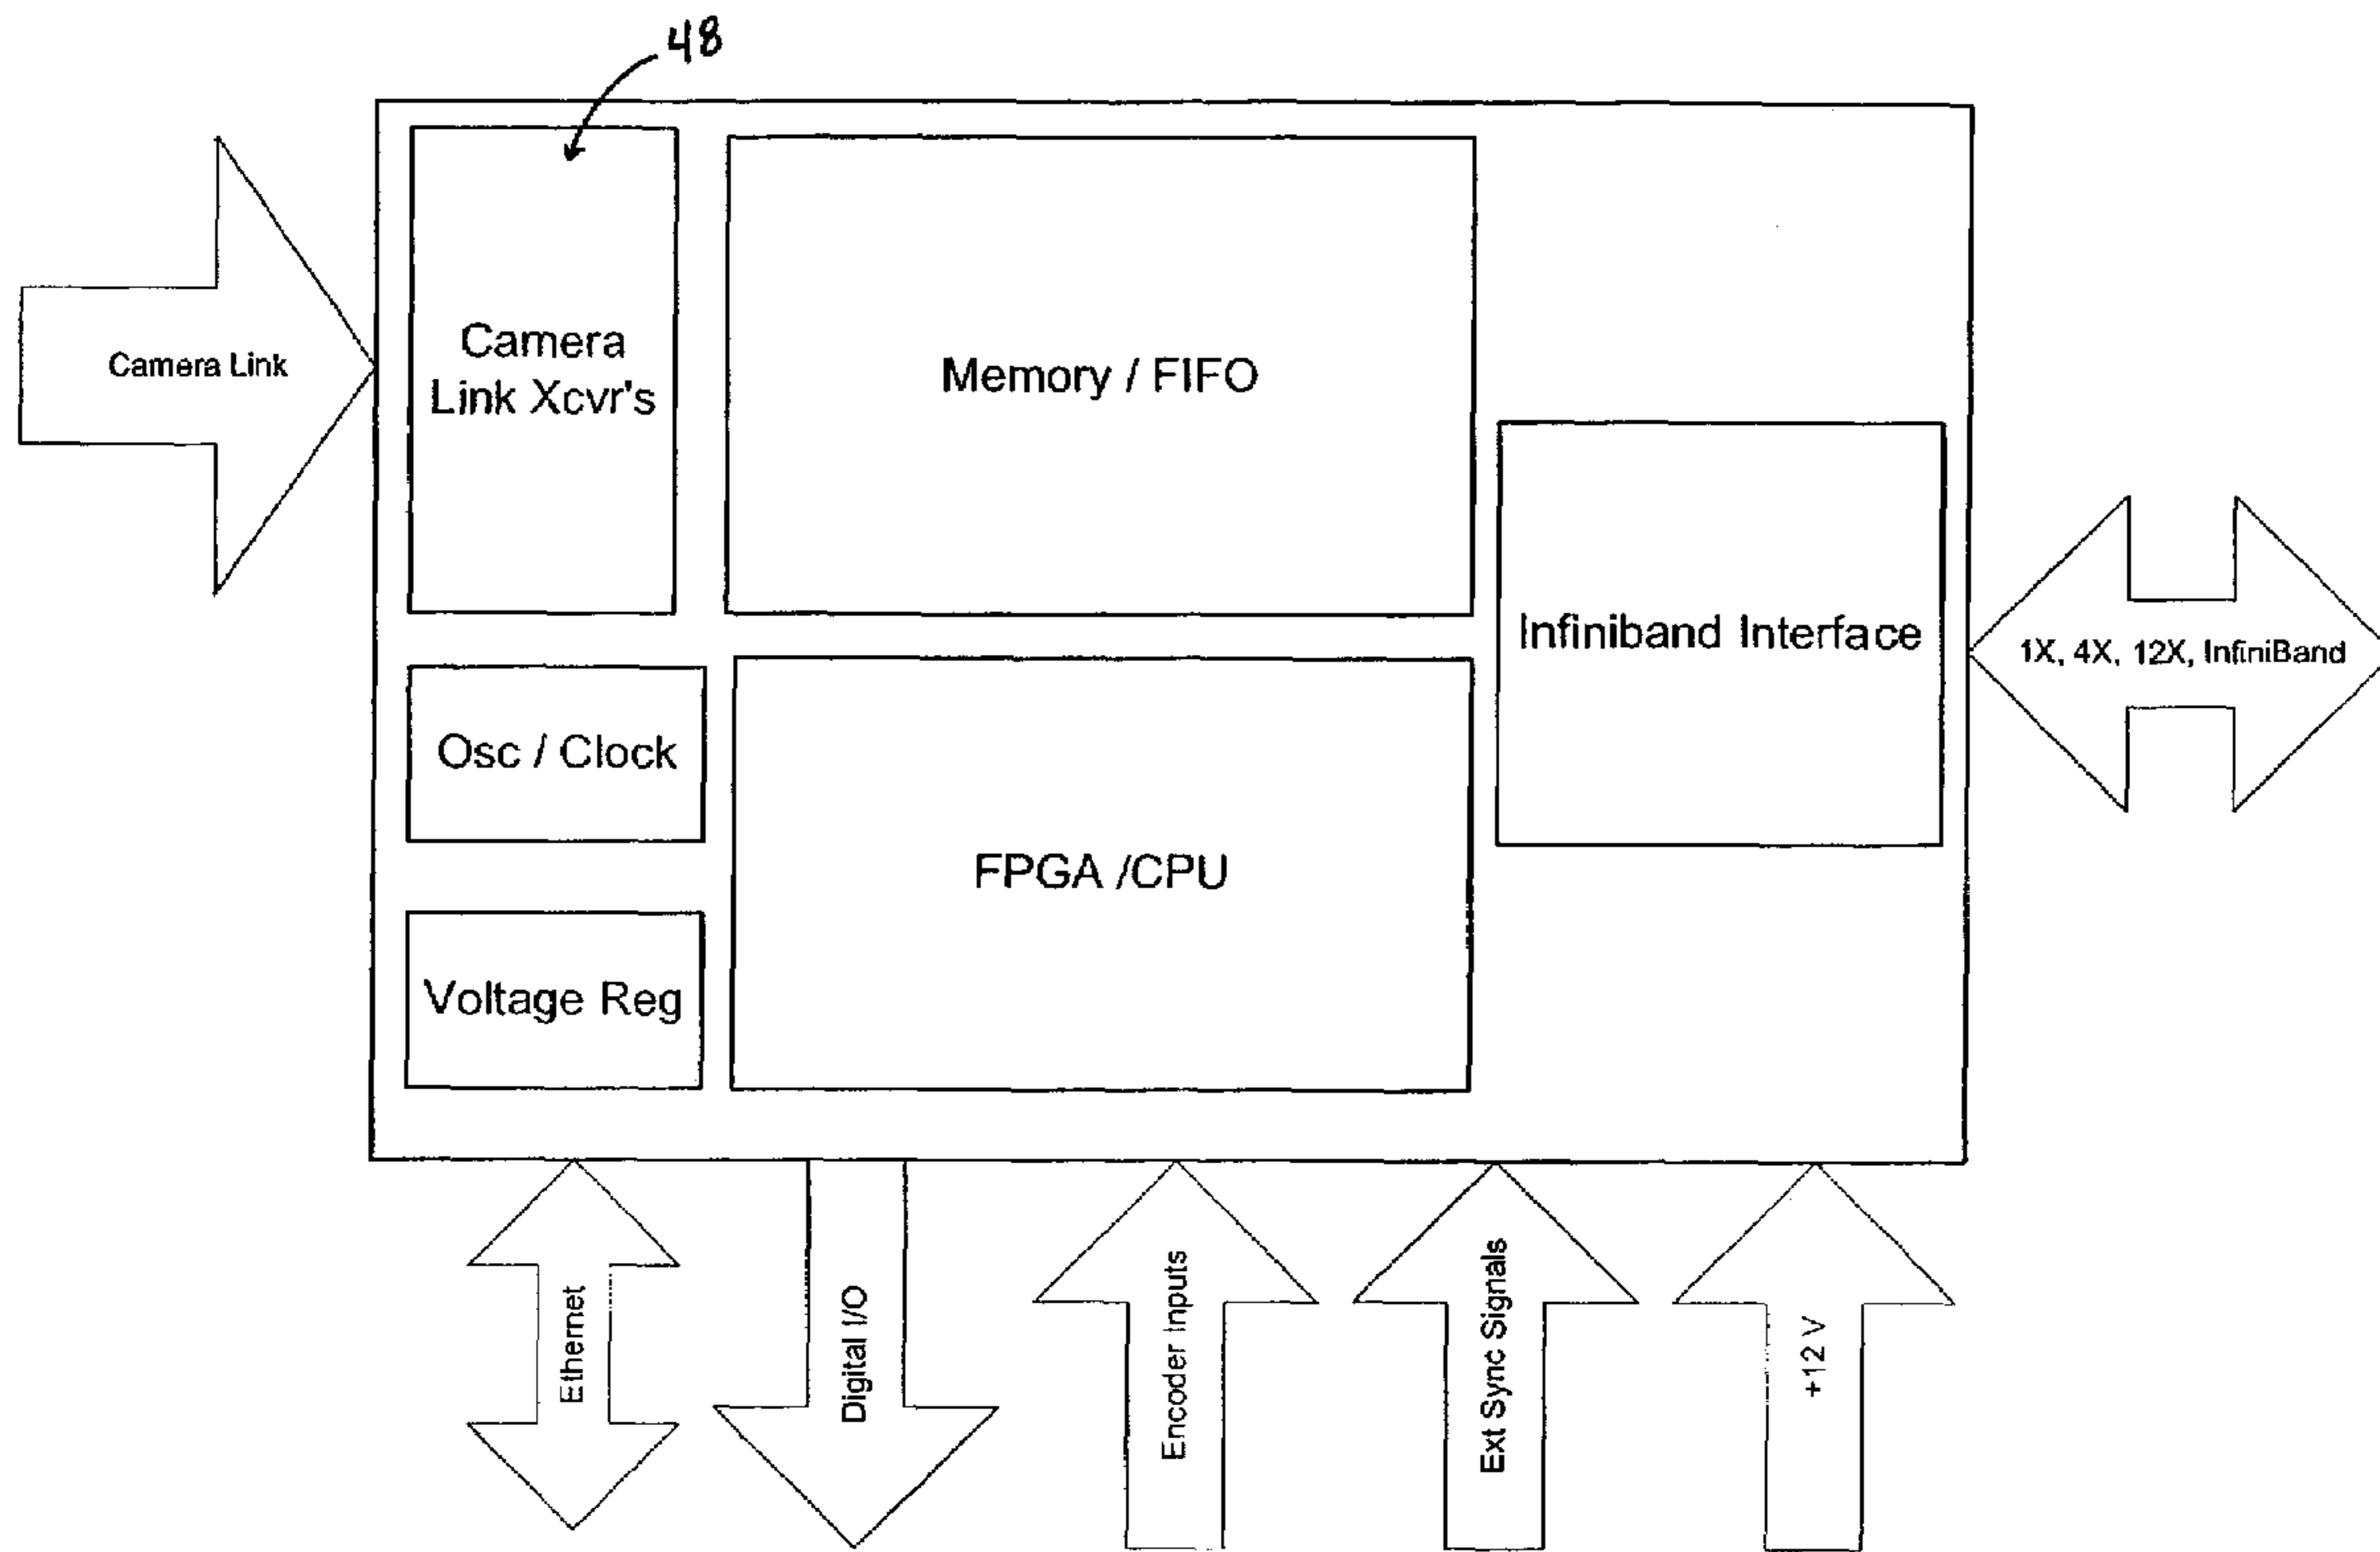 48
Camera Link
Camera
Link Xcvr's
Memory / FIFO
Infiniband Interface
1X, 4X, 12X, InfiniBand
Osc / Clock
FPGA /CPU
Voltage Reg
Ethernet
Digital I/O
Encoder Inputs
Ext Sync Signals
+12 V